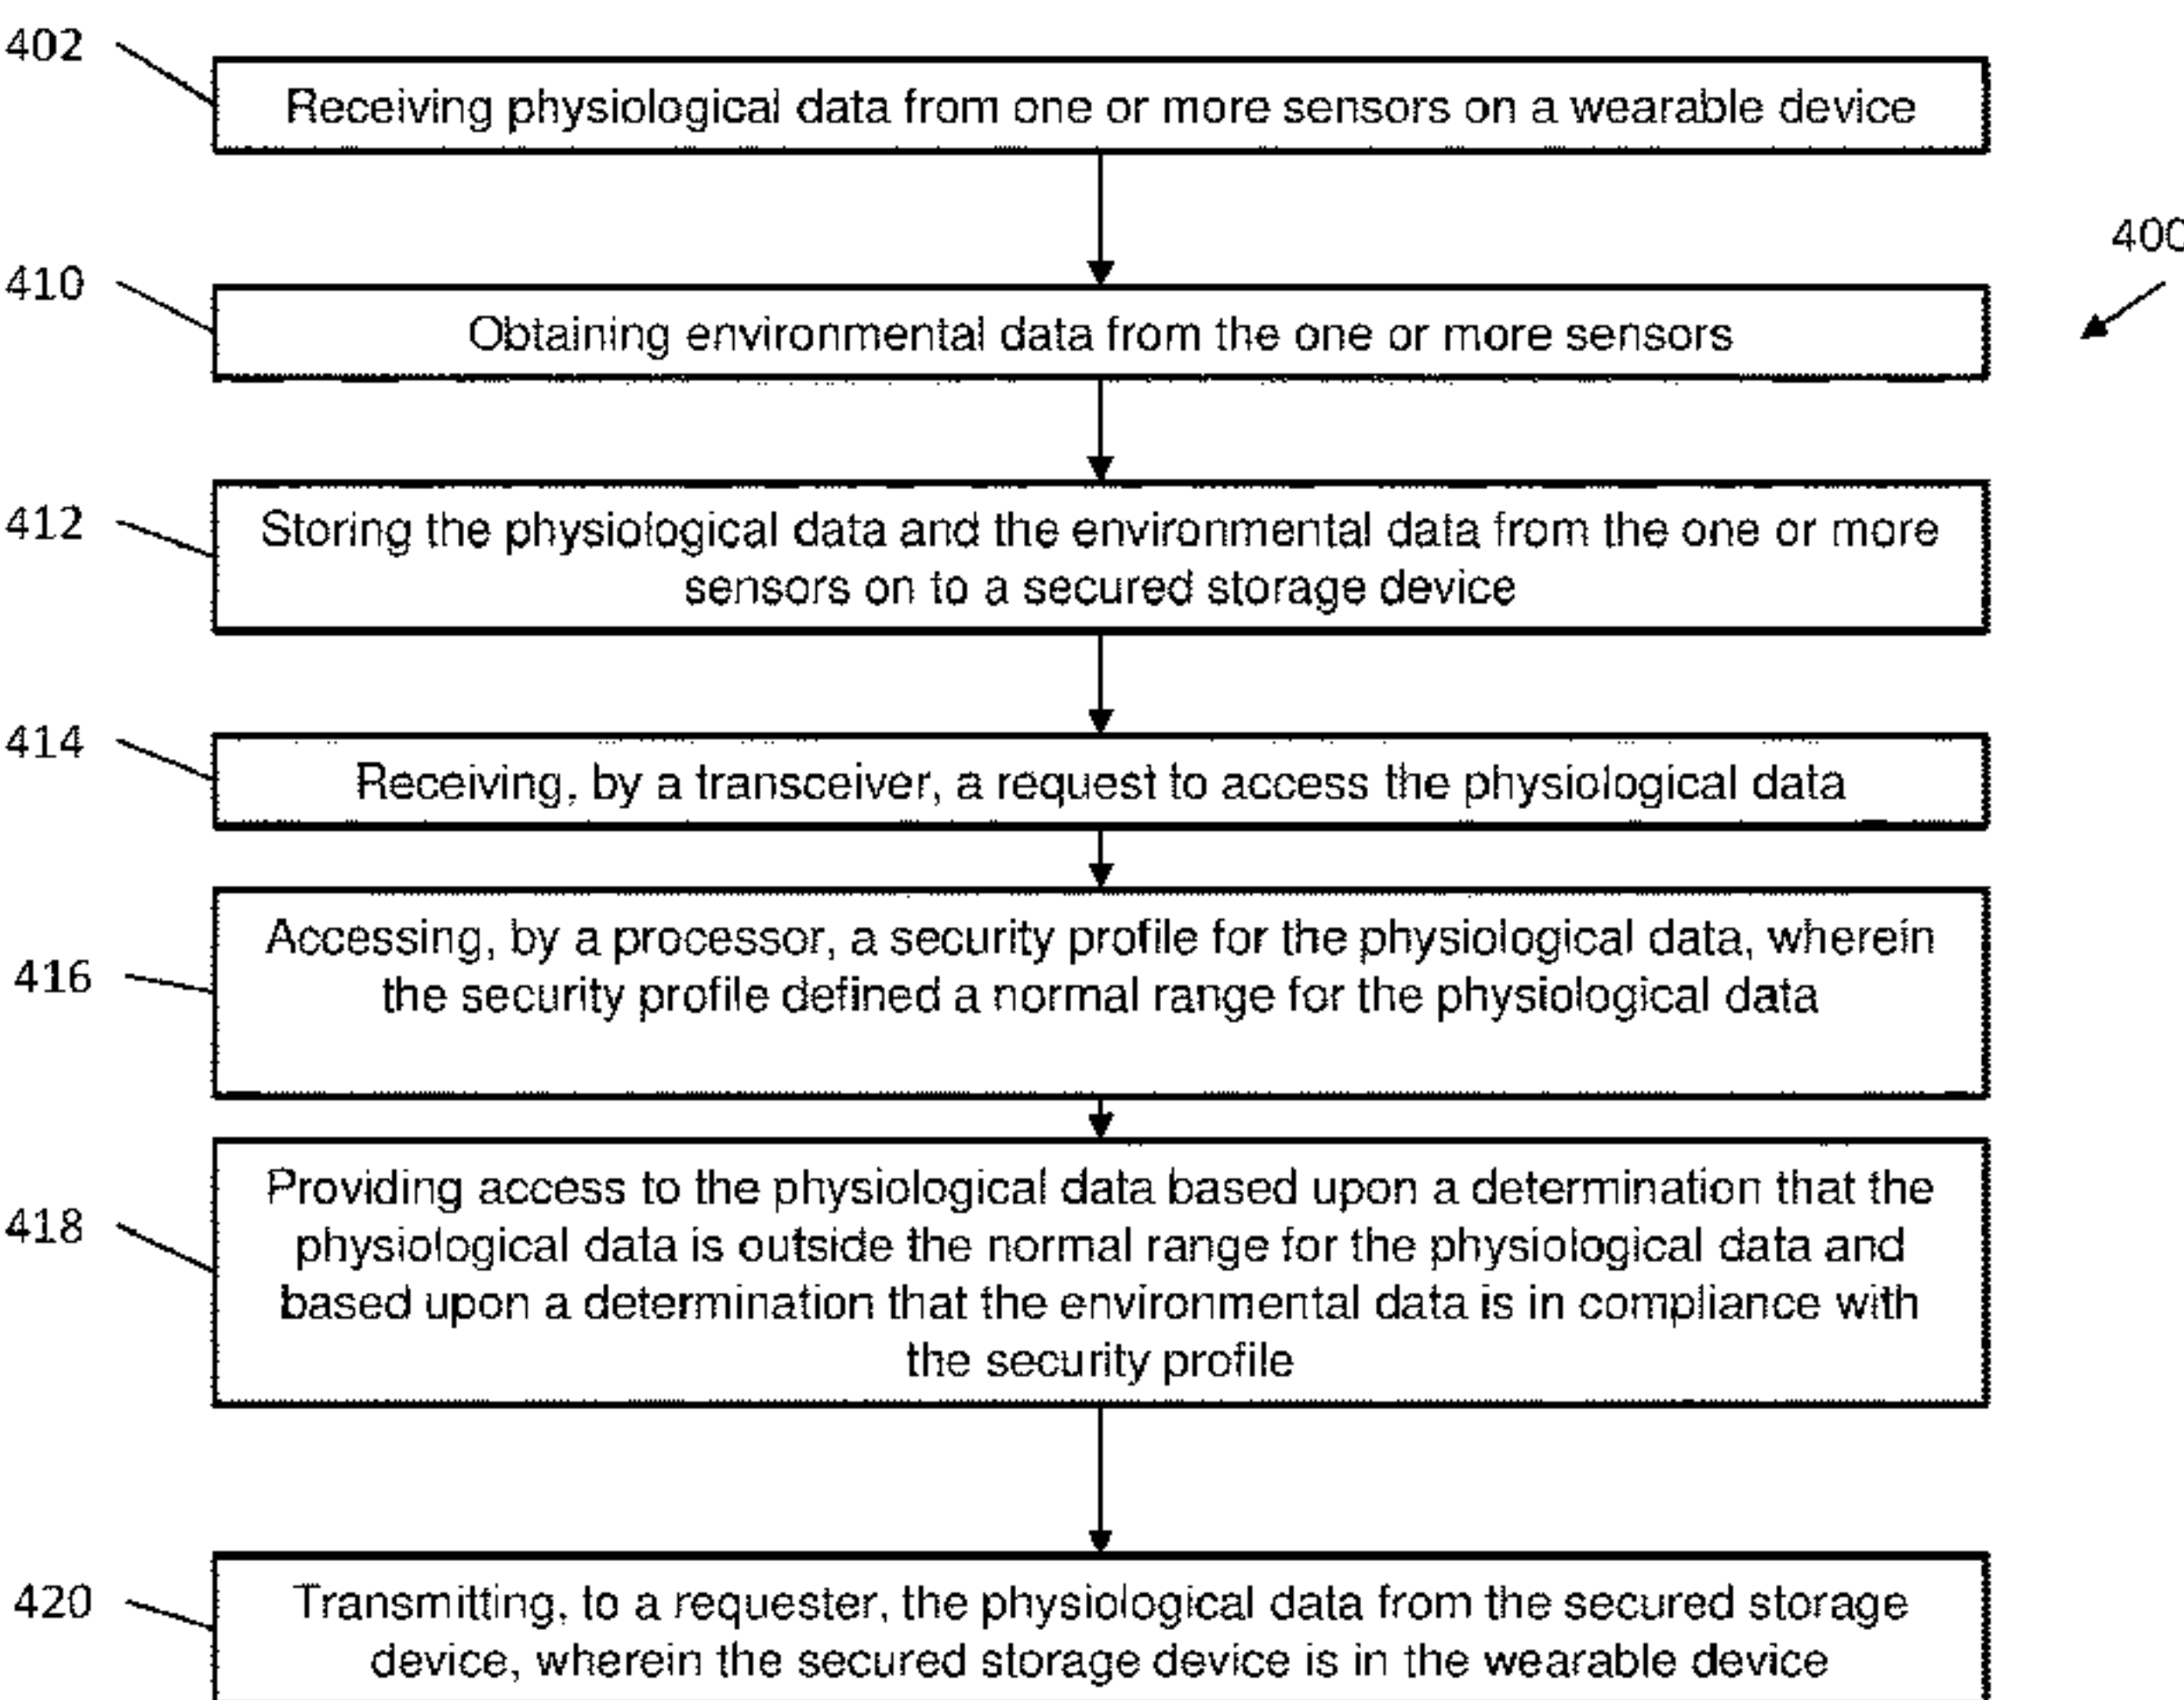 402
Receiving physiological data from one or more sensors on a wearable device
400
410
Obtaining environmental data from the one or more sensors
412
Storing the physiological data and the environmental data from the one or more
sensors on to a secured storage device
414
Receiving, by a transceiver, a request to access the physiological data
416
Accessing, by a processor, a security profile for the physiological data, wherein
the security profile defined a normal range for the physiological data
418
Providing access to the physiological data based upon a determination that the
physiological data is outside the normal range for the physiological data and
based upon a determination that the environmental data is in compliance with
the security profile
420
Transmitting, to a requester, the physiological data from the secured storage
device, wherein the secured storage device is in the wearable device